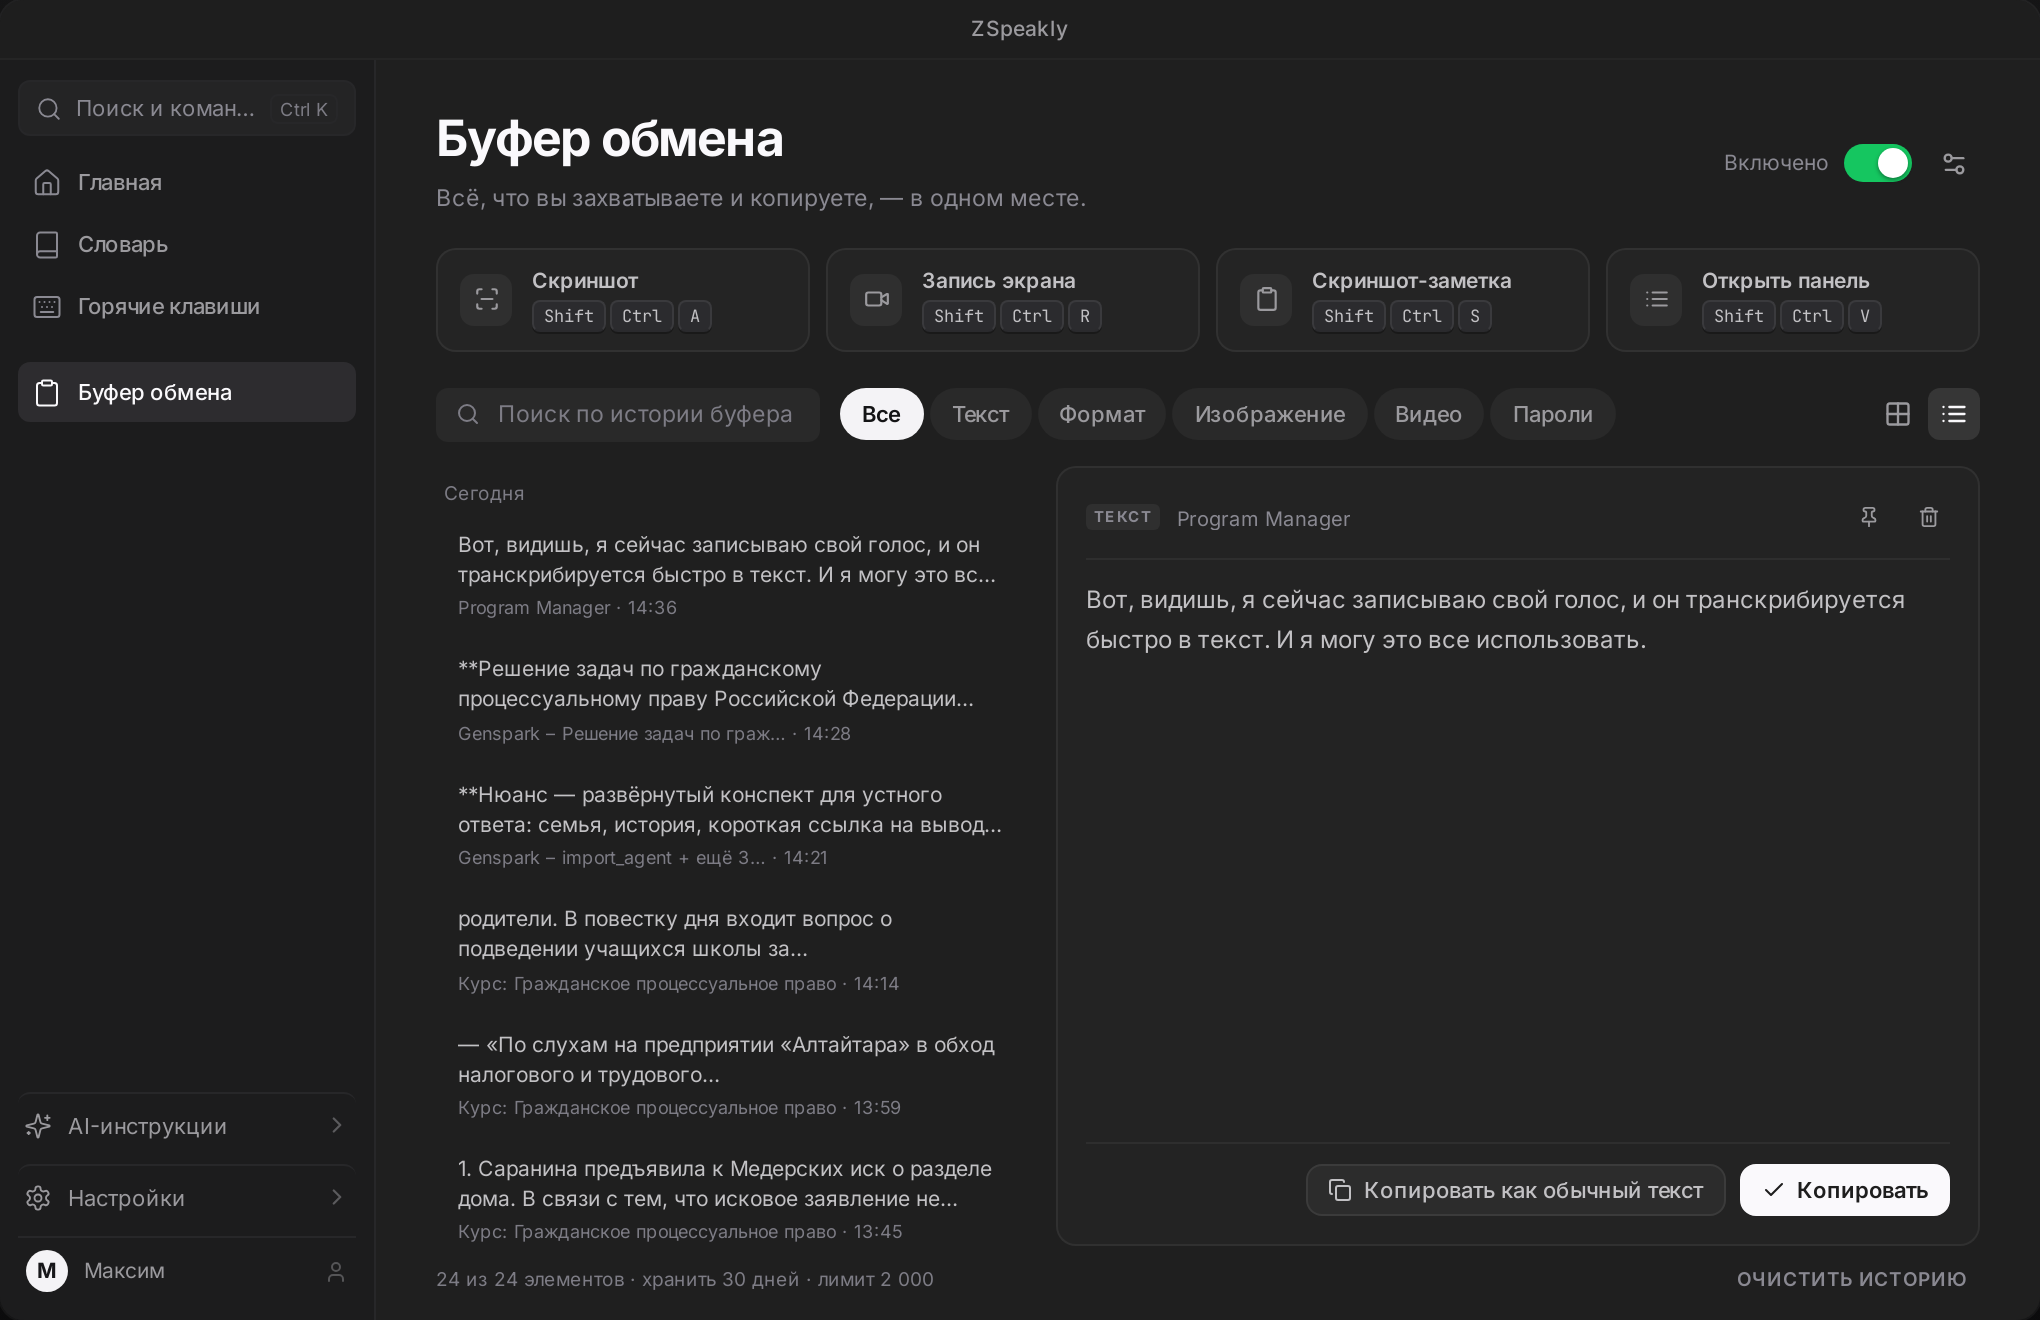 ZSpeakly
Поиск и коман... Ctrl K
Главная
Словарь
Горячие клавиши
Буфер обмена
AI-инструкции
Настройки
М Максим
Буфер обмена
Всё, что вы захватываете и копируете, — в одном месте.
Включено
Скриншот
Shift Ctrl A
Запись экрана
Shift Ctrl R
Скриншот-заметка
Shift Ctrl S
Открыть панель
Shift Ctrl V
Поиск по истории буфера
Все Текст Формат Изображение Видео Пароли
Сегодня
Вот, видишь, я сейчас записываю свой голос, и он
транскрибируется быстро в текст. И я могу это вс...
Program Manager · 14:36
**Решение задач по гражданскому
процессуальному праву Российской Федерации...
Genspark – Решение задач по граж... · 14:28
**Нюанс — развёрнутый конспект для устного
ответа: семья, история, короткая ссылка на вывод...
Genspark – import_agent + ещё 3... · 14:21
родители. В повестку дня входит вопрос о
подведении учащихся школы за...
Курс: Гражданское процессуальное право · 14:14
— «По слухам на предприятии «Алтайтара» в обход
налогового и трудового...
Курс: Гражданское процессуальное право · 13:59
1. Саранина предъявила к Медерских иск о разделе
дома. В связи с тем, что исковое заявление не...
Курс: Гражданское процессуальное право · 13:45
24 из 24 элементов · хранить 30 дней · лимит 2 000
ТЕКСТ Program Manager
Вот, видишь, я сейчас записываю свой голос, и он транскрибируется
быстро в текст. И я могу это все использовать.
Копировать как обычный текст
Копировать
ОЧИСТИТЬ ИСТОРИЮ